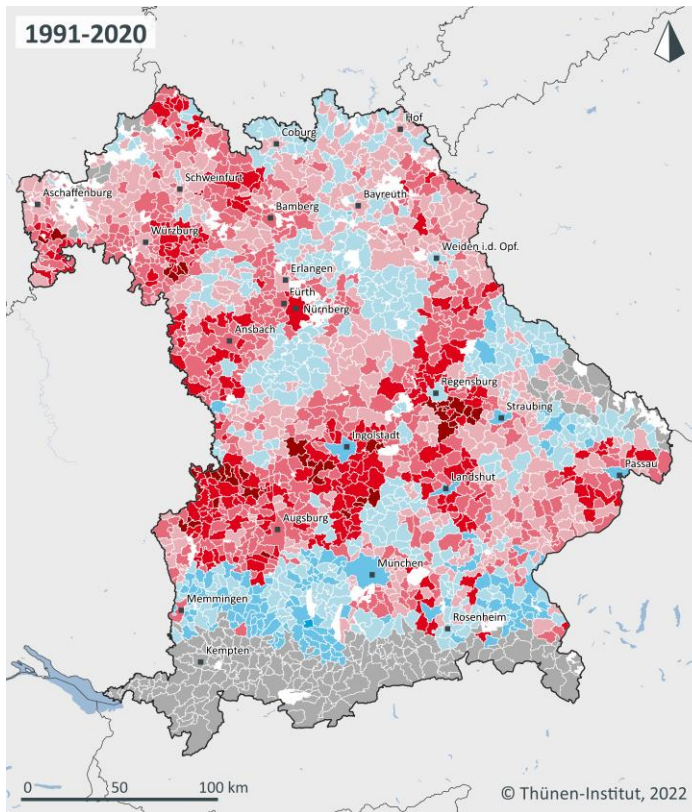 1991-2020
Hof
Coburg
Schweinfurt
Bayreuth
Aschaffenburg
Bamberg
Würzburg
Weiden i.d. Opf.
Erlangen
Fürth
Nürnberg
Ansbach
Regensburg
Straubing
Ingolstadt
Passau
Landshut
Augsburg
München
Memmingen
Rosenheim
Kempten
0 50 100 km
© Thünen-Institut, 2022